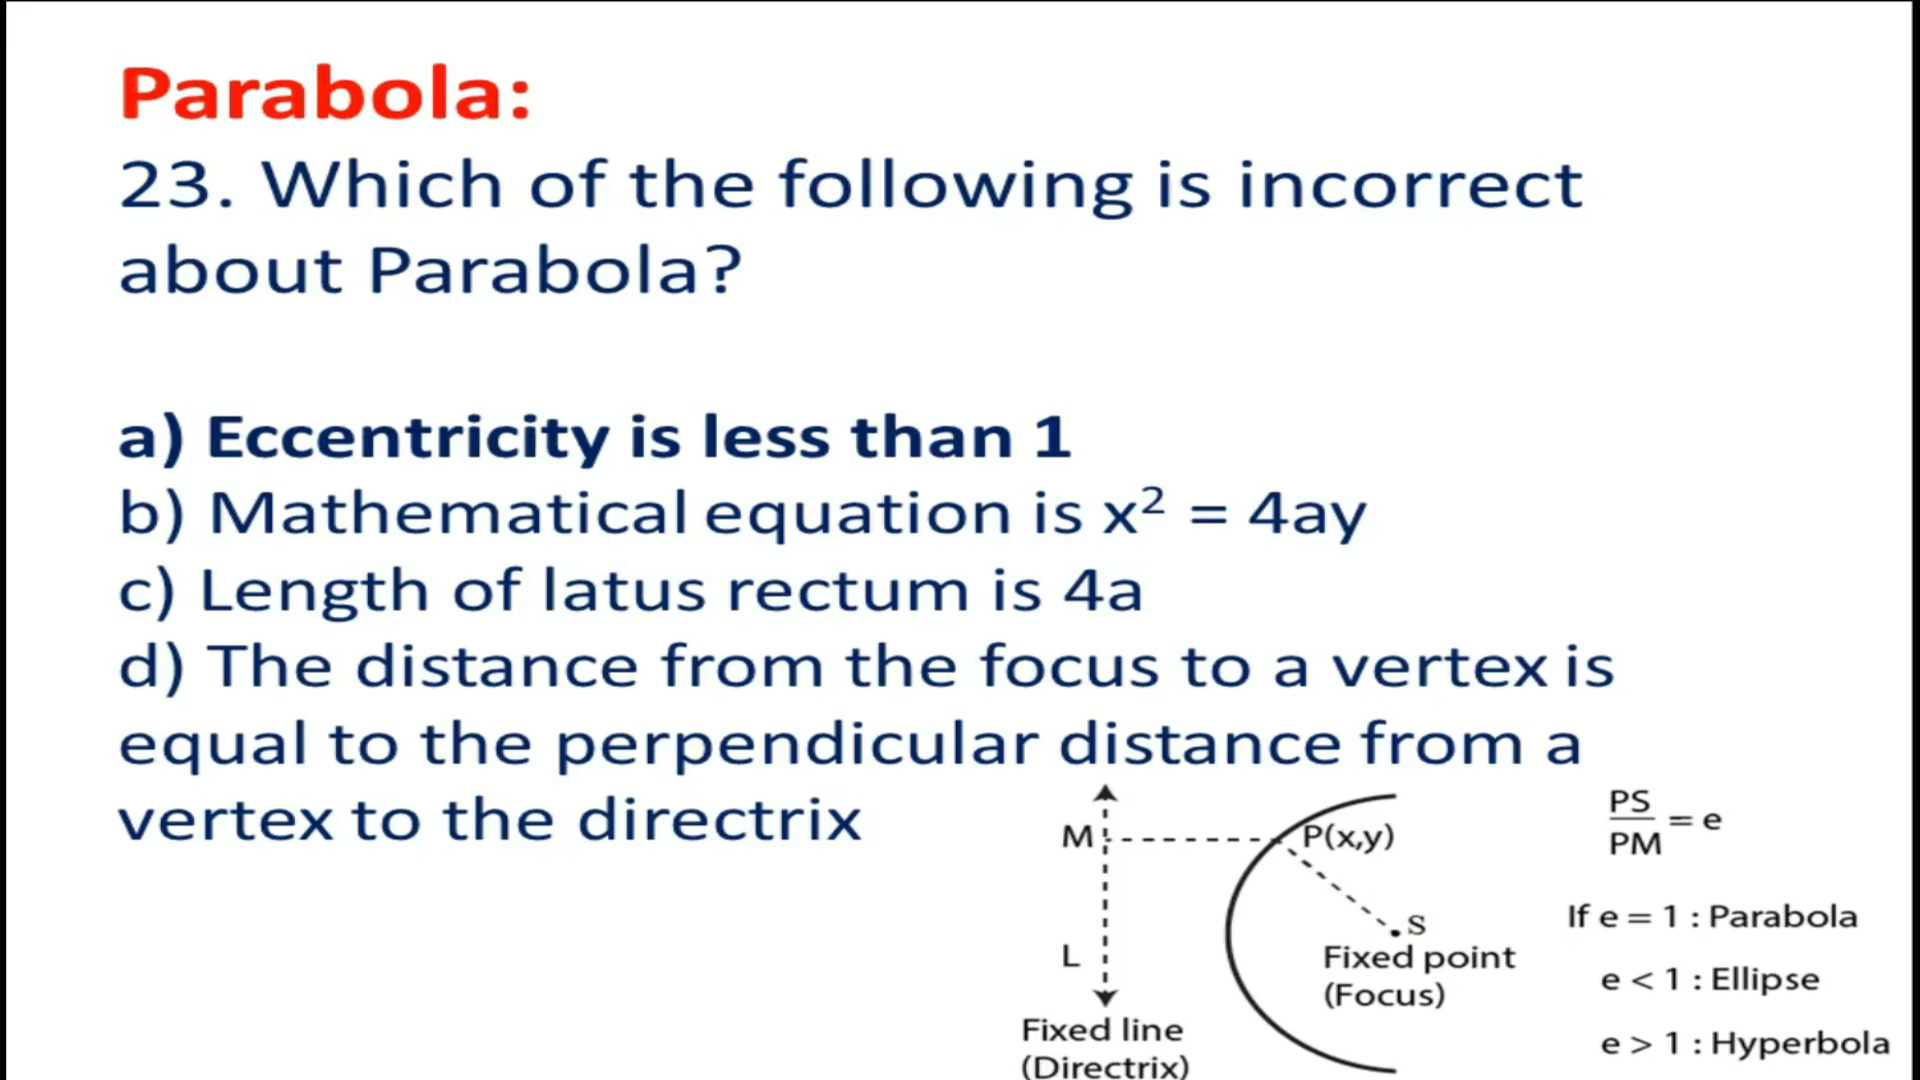 Parabola:
23. Which of the following is incorrect
about Parabola?
a) Eccentricity is less than 1
b) Mathematical equation is x² = 4ay
c) Length of latus rectum is 4a
d) The distance from the focus to a vertex is
equal to the perpendicular distance from a
vertex to the directrix
M
P(x,y)
S
L
Fixed point
(Focus)
Fixed line
(Directrix)
PS
PM
= e
If e = 1 : Parabola
e < 1 : Ellipse
e > 1 : Hyperbola